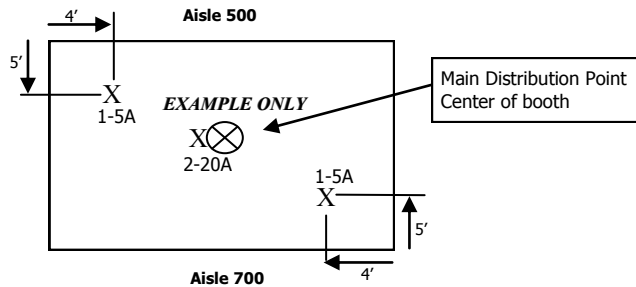 Aisle 500
4’
5’
X
1-5A
EXAMPLE ONLY
X
2-20A
Main Distribution Point
Center of booth
1-5A
X
5’
4’
Aisle 700